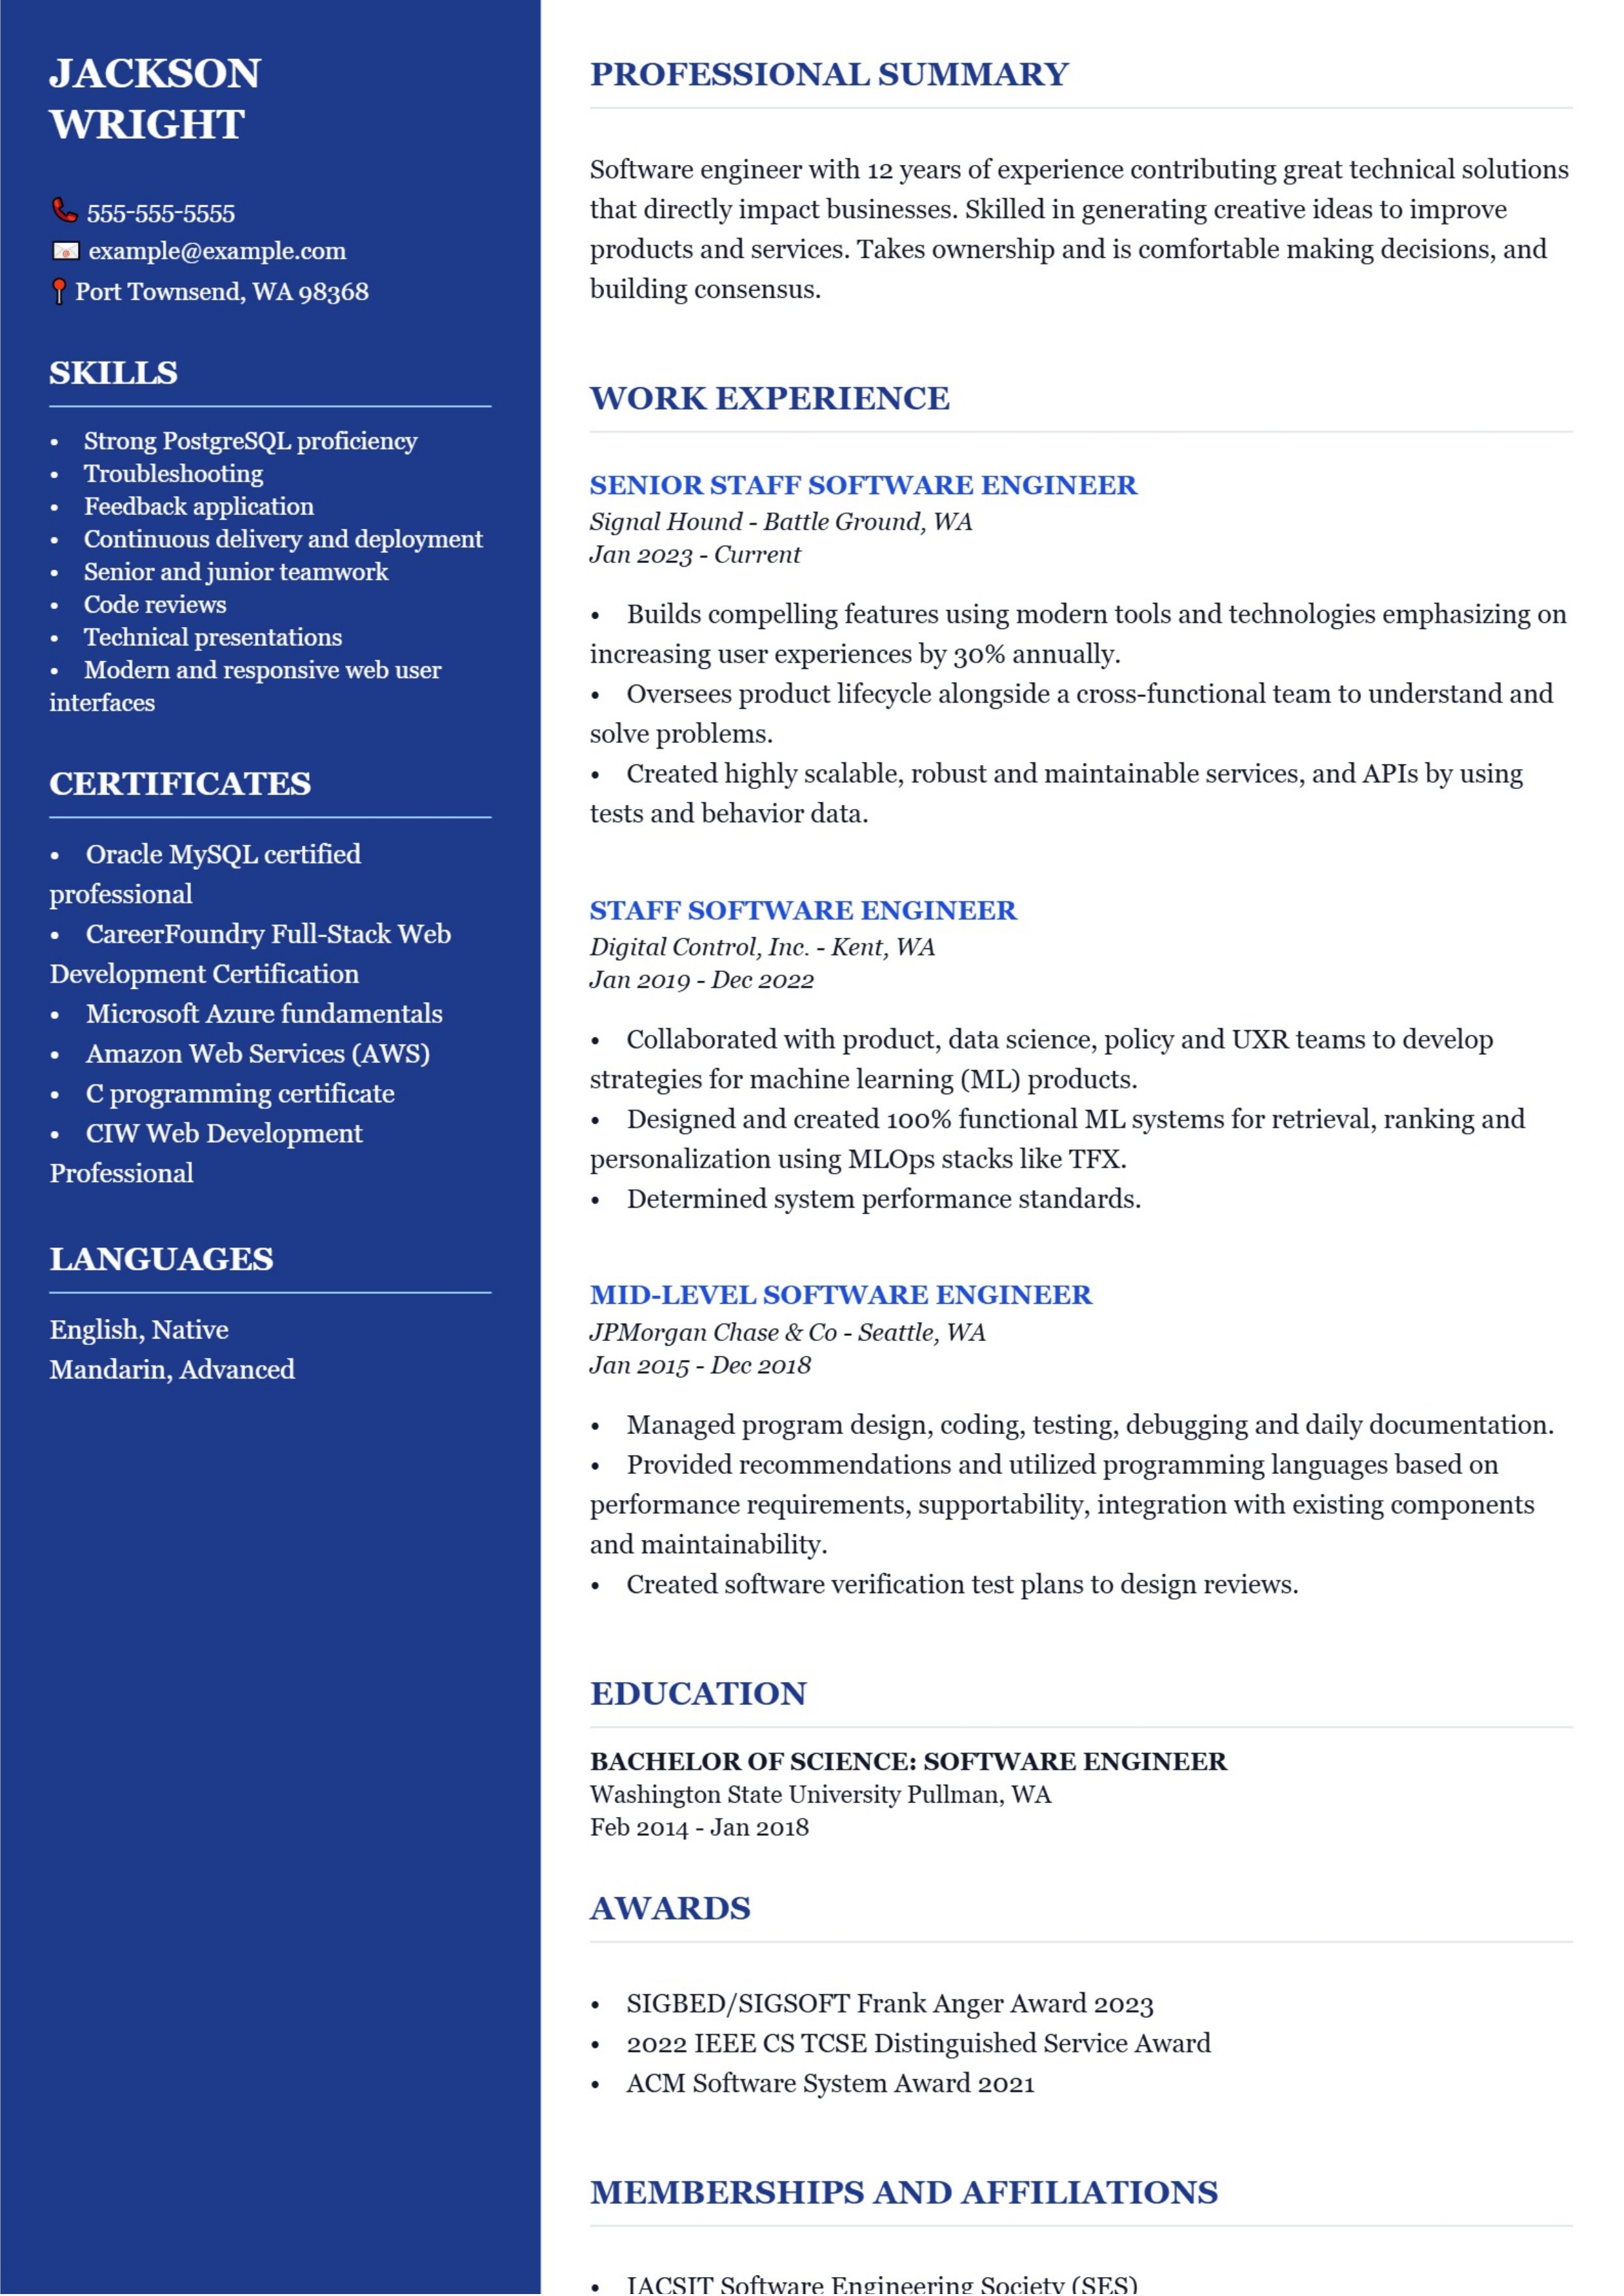 JACKSON
WRIGHT
555-555-5555
example@example.com
Port Townsend, WA 98368
SKILLS
• Strong PostgreSQL proficiency
• Troubleshooting
• Feedback application
• Continuous delivery and deployment
• Senior and junior teamwork
• Code reviews
• Technical presentations
• Modern and responsive web user
interfaces
CERTIFICATES
• Oracle MySQL certified
professional
• CareerFoundry Full-Stack Web
Development Certification
• Microsoft Azure fundamentals
• Amazon Web Services (AWS)
• C programming certificate
• CIW Web Development
Professional
LANGUAGES
English, Native
Mandarin, Advanced
PROFESSIONAL SUMMARY
Software engineer with 12 years of experience contributing great technical solutions
that directly impact businesses. Skilled in generating creative ideas to improve
products and services. Takes ownership and is comfortable making decisions, and
building consensus.
WORK EXPERIENCE
SENIOR STAFF SOFTWARE ENGINEER
Signal Hound - Battle Ground, WA
Jan 2023 - Current
• Builds compelling features using modern tools and technologies emphasizing on
increasing user experiences by 30% annually.
• Oversees product lifecycle alongside a cross-functional team to understand and
solve problems.
• Created highly scalable, robust and maintainable services, and APIs by using
tests and behavior data.
STAFF SOFTWARE ENGINEER
Digital Control, Inc. - Kent, WA
Jan 2019 - Dec 2022
• Collaborated with product, data science, policy and UXR teams to develop
strategies for machine learning (ML) products.
• Designed and created 100% functional ML systems for retrieval, ranking and
personalization using MLOps stacks like TFX.
• Determined system performance standards.
MID-LEVEL SOFTWARE ENGINEER
JPMorgan Chase & Co - Seattle, WA
Jan 2015 - Dec 2018
• Managed program design, coding, testing, debugging and daily documentation.
• Provided recommendations and utilized programming languages based on
performance requirements, supportability, integration with existing components
and maintainability.
• Created software verification test plans to design reviews.
EDUCATION
BACHELOR OF SCIENCE: SOFTWARE ENGINEER
Washington State University Pullman, WA
Feb 2014 - Jan 2018
AWARDS
• SIGBED/SIGSOFT Frank Anger Award 2023
• 2022 IEEE CS TCSE Distinguished Service Award
• ACM Software System Award 2021
MEMBERSHIPS AND AFFILIATIONS
• IACSIT Software Engineering Society (SES)